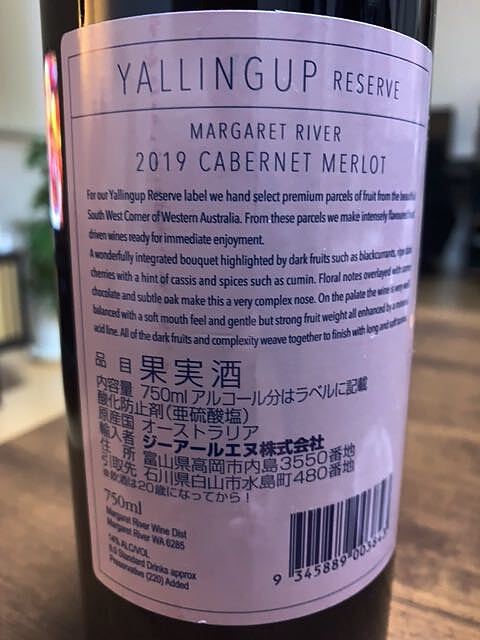 YALLINGUP RESERVE
MARGARET RIVER
2019 CABERNET MERLOT
For our Yallingup Reserve label we hand select premium parcels of fruit from the beautiful
South West Corner of Western Australia. From these parcels we make intensely flavoured fruit
driven wines ready for immediate enjoyment.
A wonderfully integrated bouquet highlighted by dark fruits such as blackcurrants, ripe dark
cherries with a hint of cassis and spices such as cumin. Floral notes overlayed with
chocolate and subtle oak make this a very complex nose. On the palate the wine is very well
balanced with a soft mouth feel and gentle but strong fruit weight all enhanced by a
acid line. All of the dark fruits and complexity weave together to finish with long and soft
品 目 果実酒
内容量 750ml アルコール分はラベルに記載
酸化防止剤(亜硫酸塩)
原産国 オーストラリア
輸入者 ジーアールエヌ株式会社
住 所 富山県高岡市内島3550番地
引取先 石川県白山市水島町480番地
※飲酒は20歳になってから!
750ml
Margaret River Wine Dist
Margaret River WA 6285
14% ALC/VOL
Standard Drinks approx
Preservative (220) Added
9 345889 003